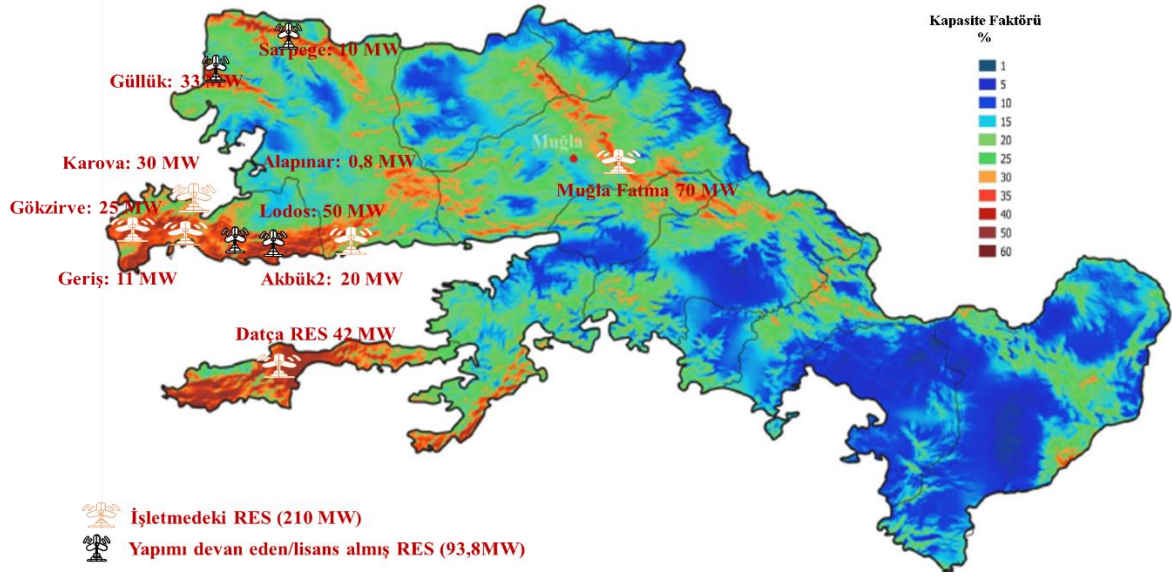 Kapasite Faktörü
%
1
5
10
15
20
25
30
35
40
50
60
Sarpege: 10 MW
Güllük: 33 MW
Muğla
Karova: 30 MW
Alapınar: 0,8 MW
Muğla Fatma 70 MW
Gökzirve: 25 MW
Lodos: 50 MW
Geriş: 11 MW
Akbük2: 20 MW
Datça RES 42 MW
İşletmedeki RES (210 MW)
Yapımı devan eden/lisans almış RES (93,8MW)